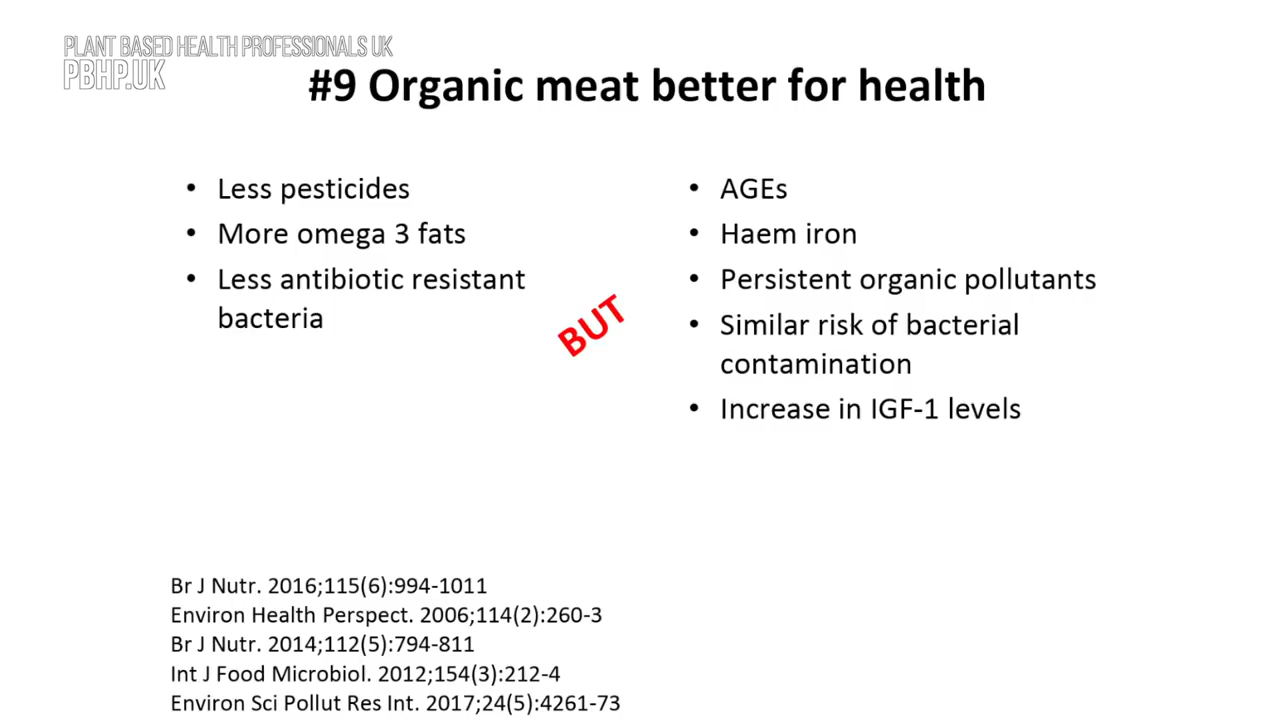 PLANT BASED HEALTH PROFESSIONALS UK
PBHP.UK
#9 Organic meat better for health
• Less pesticides
• More omega 3 fats
• Less antibiotic resistant
bacteria
BUT
• AGEs
• Haem iron
• Persistent organic pollutants
• Similar risk of bacterial
contamination
• Increase in IGF-1 levels
Br J Nutr. 2016;115(6):994-1011
Environ Health Perspect. 2006;114(2):260-3
Br J Nutr. 2014;112(5):794-811
Int J Food Microbiol. 2012;154(3):212-4
Environ Sci Pollut Res Int. 2017;24(5):4261-73